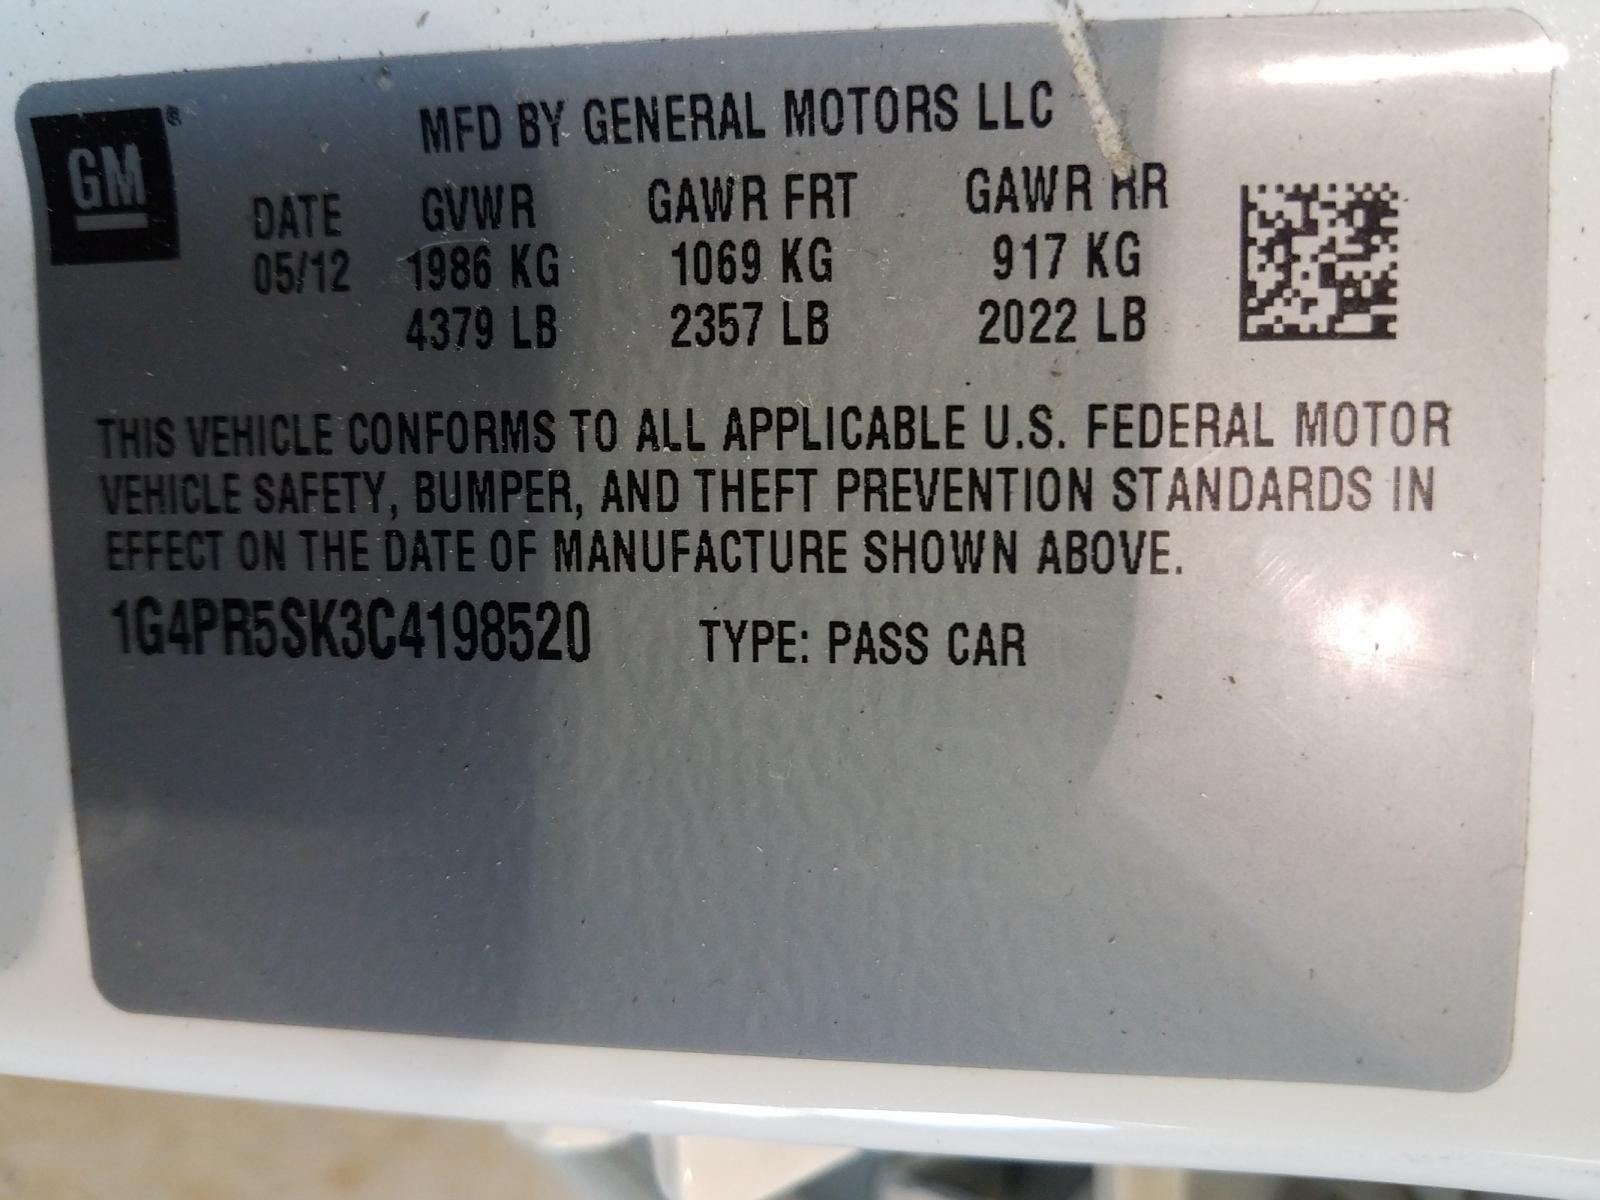 GM®
MFD BY GENERAL MOTORS LLC
DATE GVWR GAWR FRT GAWR RR
05/12 1986 KG 1069 KG 917 KG
4379 LB 2357 LB 2022 LB
THIS VEHICLE CONFORMS TO ALL APPLICABLE U.S. FEDERAL MOTOR
VEHICLE SAFETY, BUMPER, AND THEFT PREVENTION STANDARDS IN
EFFECT ON THE DATE OF MANUFACTURE SHOWN ABOVE.
1G4PR5SK3C4198520 TYPE: PASS CAR